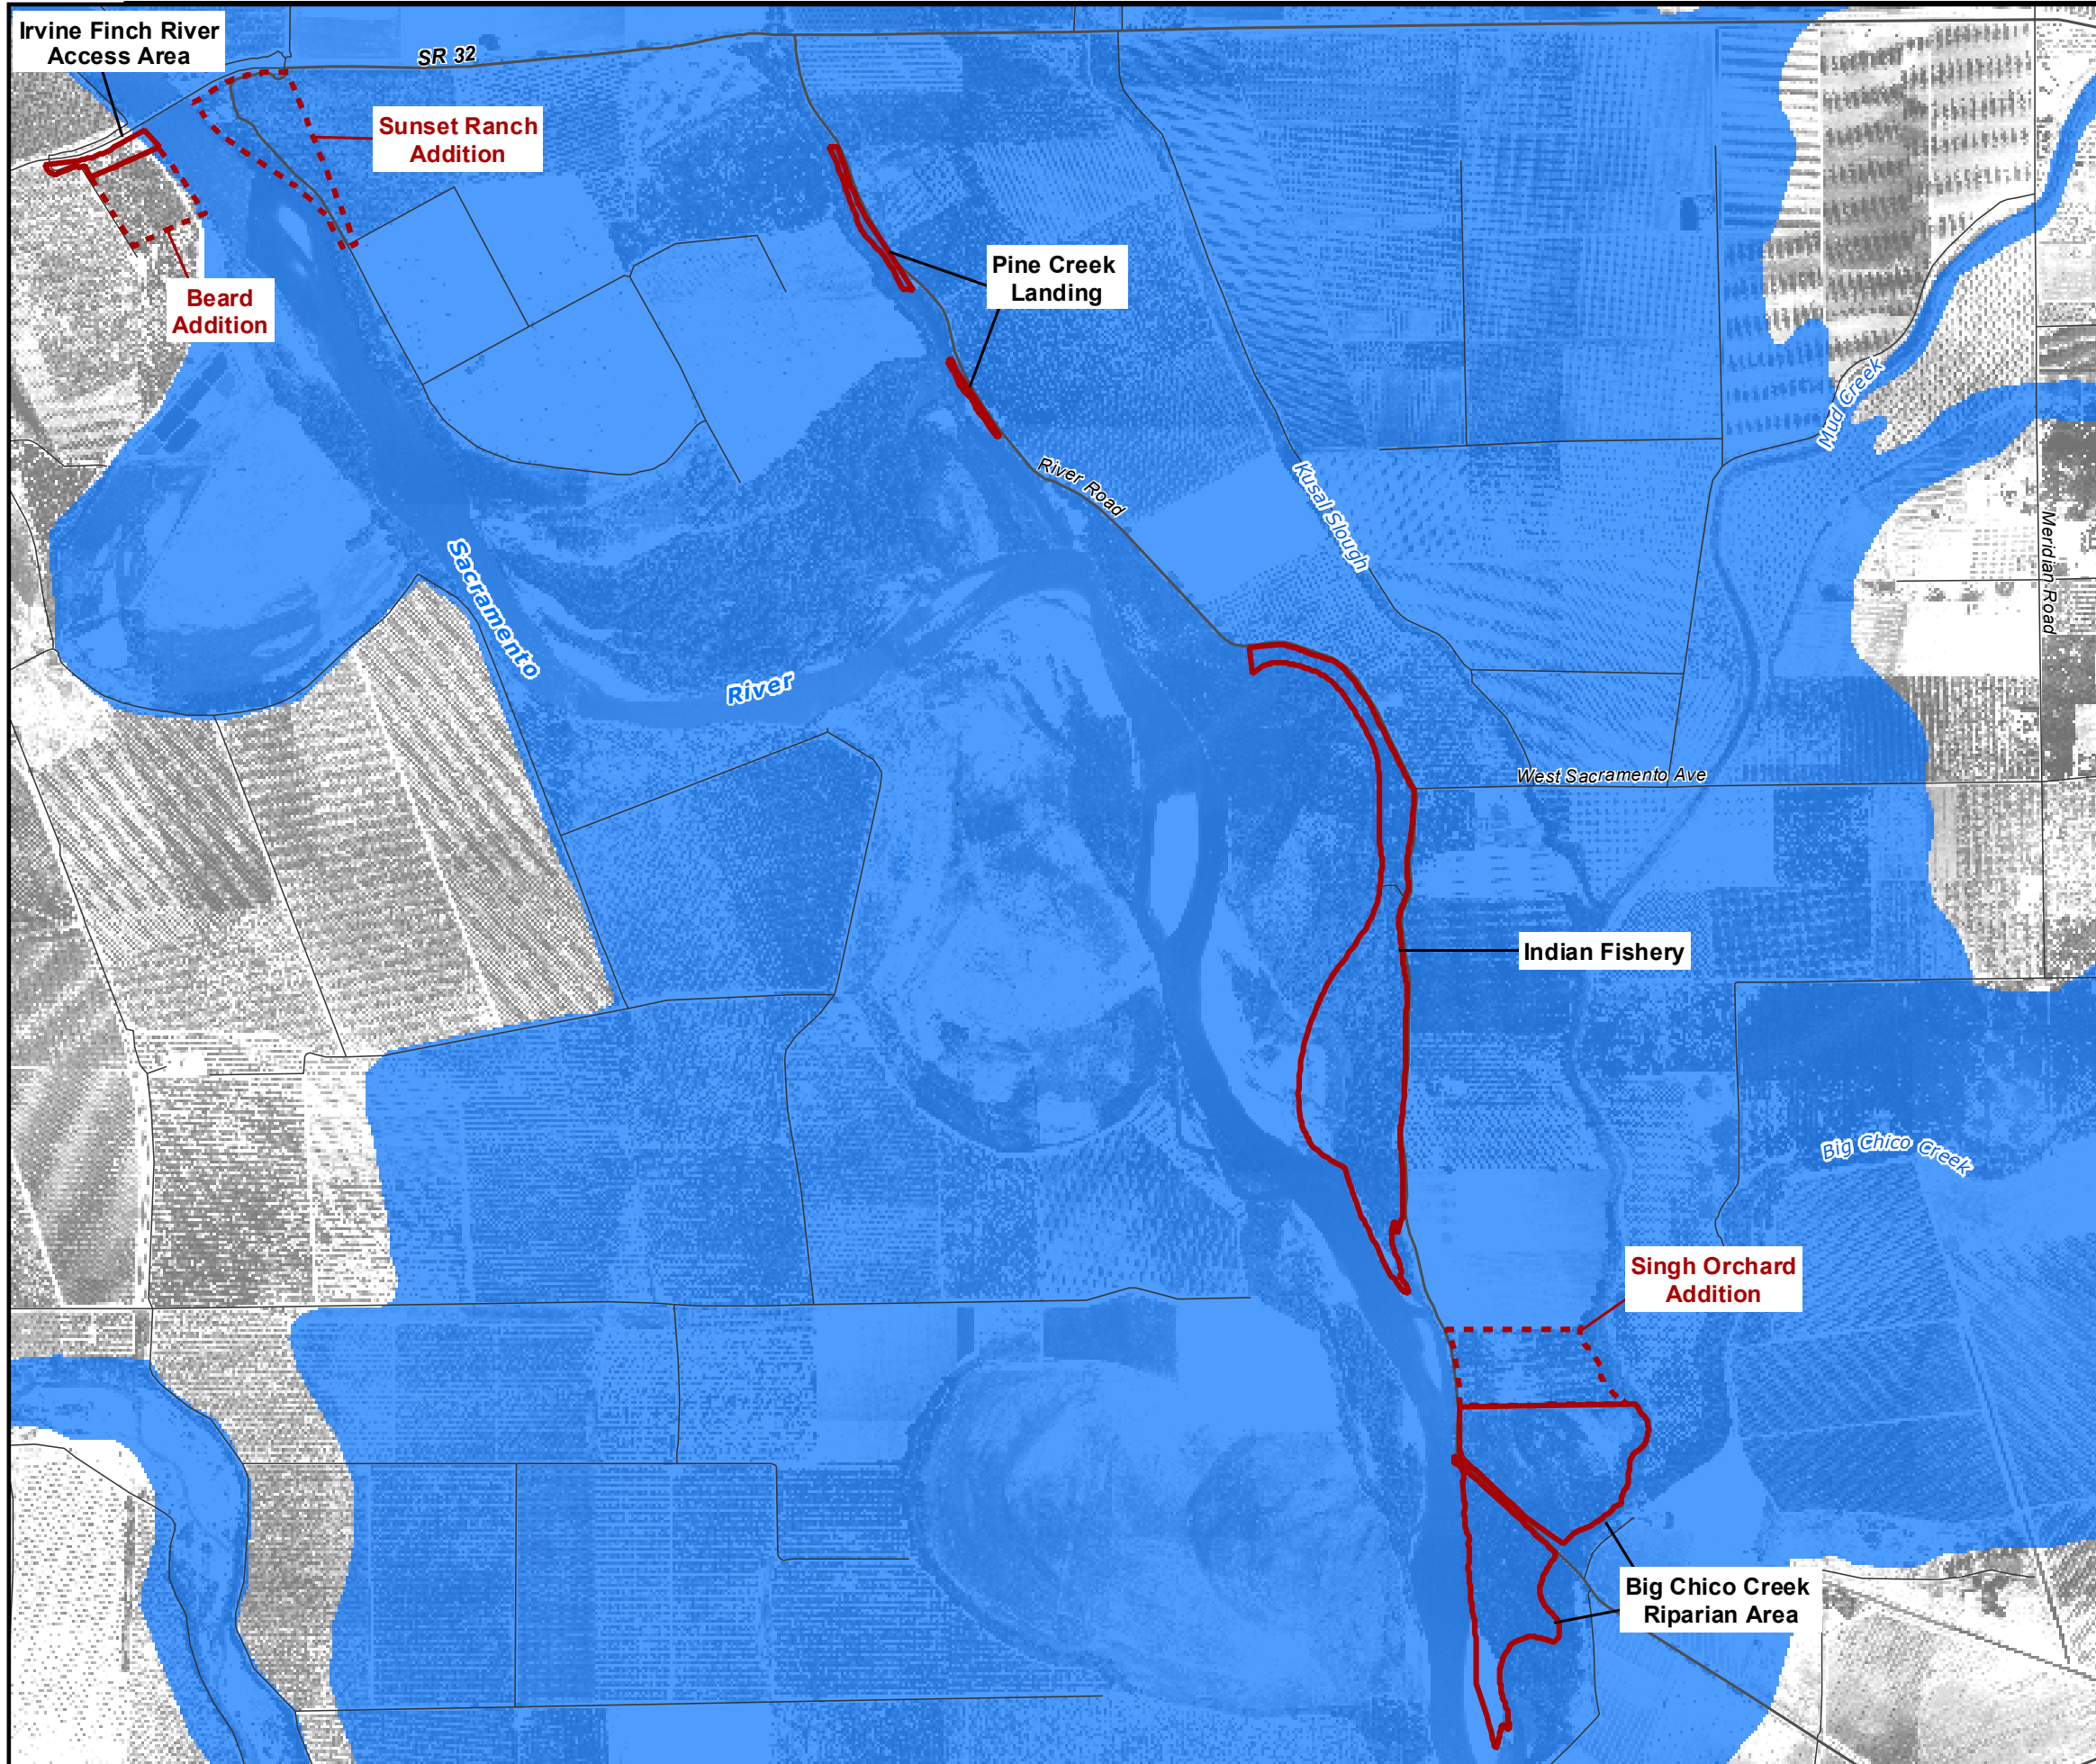 Irvine Finch River
Access Area
SR 32
Sunset Ranch
Addition
Beard
Addition
Pine Creek
Landing
River Road
Kusal Slough
Mud Creek
Meridian Road
Sacramento
River
West Sacramento Ave
Indian Fishery
Big Chico Creek
Singh Orchard
Addition
Big Chico Creek
Riparian Area